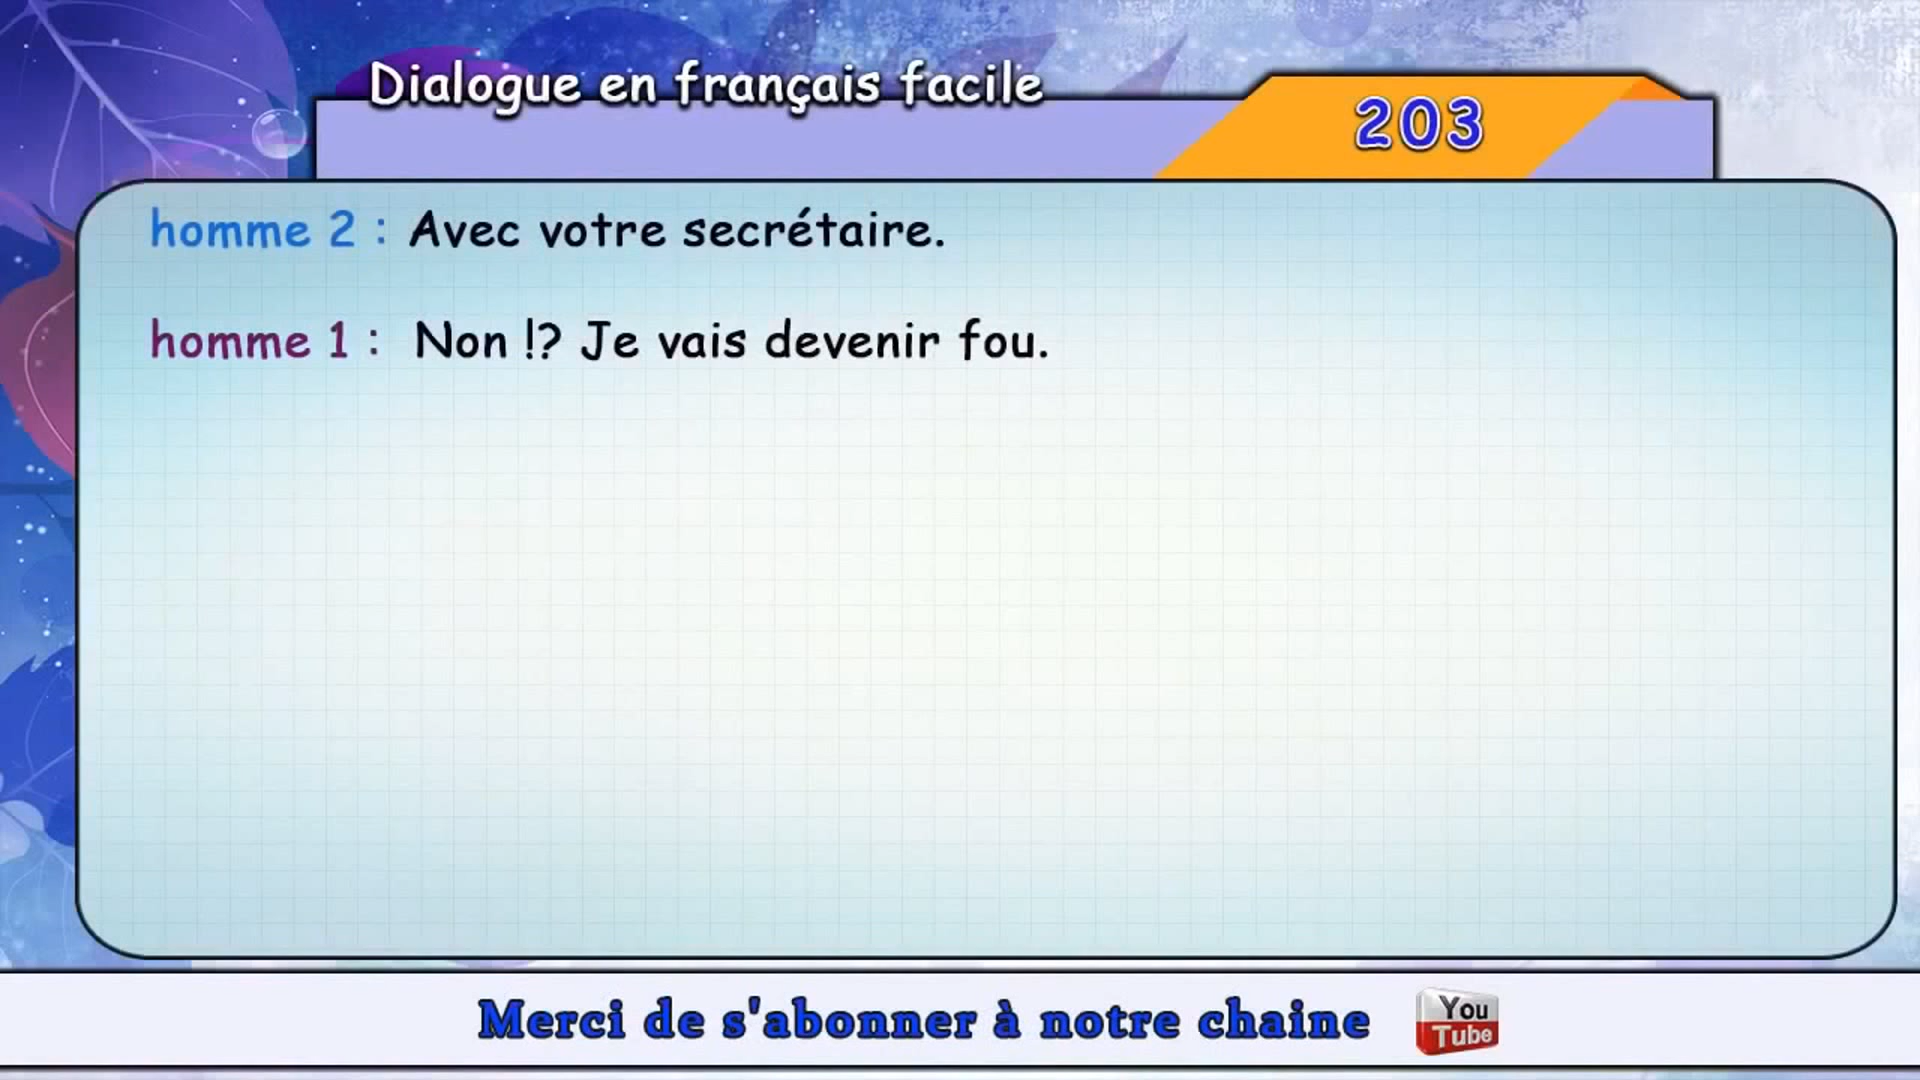 Dialogue en français facile
203
homme 2 : Avec votre secrétaire.
homme 1 : Non !? Je vais devenir fou.
Merci de s'abonner à notre chaine
You
Tube